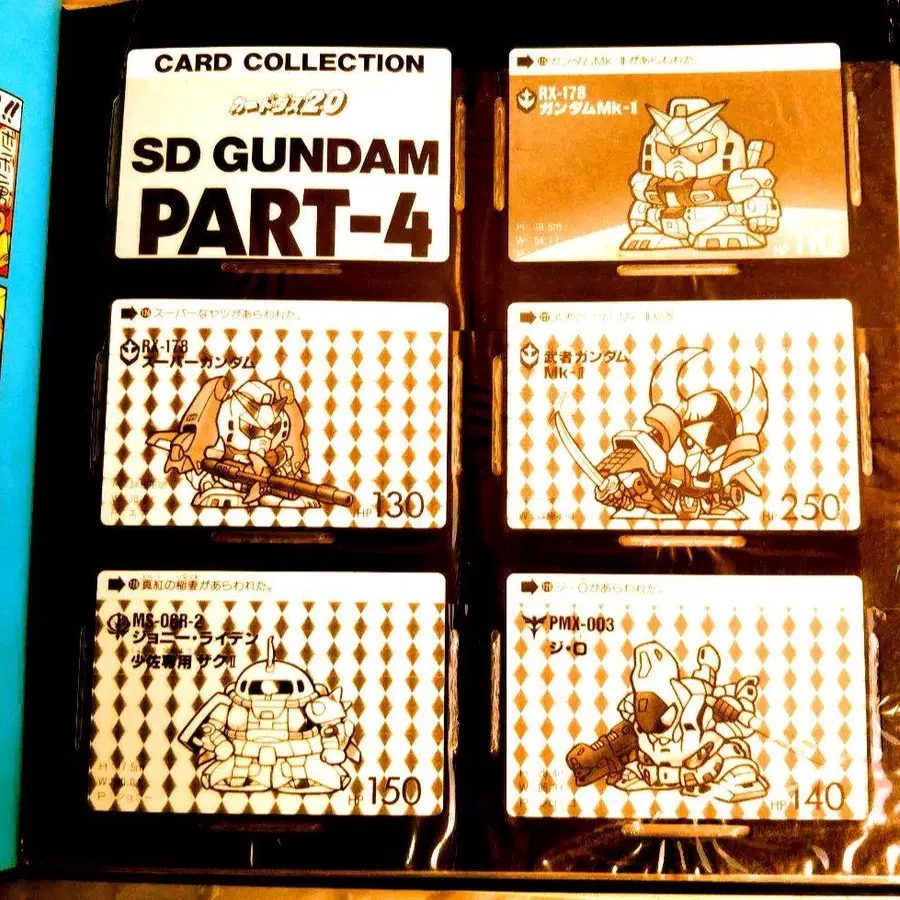 CARD COLLECTION
カードダス20
SD GUNDAM
PART-4
ガンダムMk-Ⅱがあらわれた。
RX-178
ガンダムMk-Ⅱ
HP 110
スーパーなヤツがあらわれた。
RX-178
スーパーガンダム
HP 130
武者ガンダム
Mk-Ⅱ
HP 250
真紅の稲妻があらわれた。
MS-06R-2
ジョニー・ライデン
少佐専用 ザクⅡ
HP 150
ジ・Oがあらわれた。
PMX-003
ジ・O
HP 140